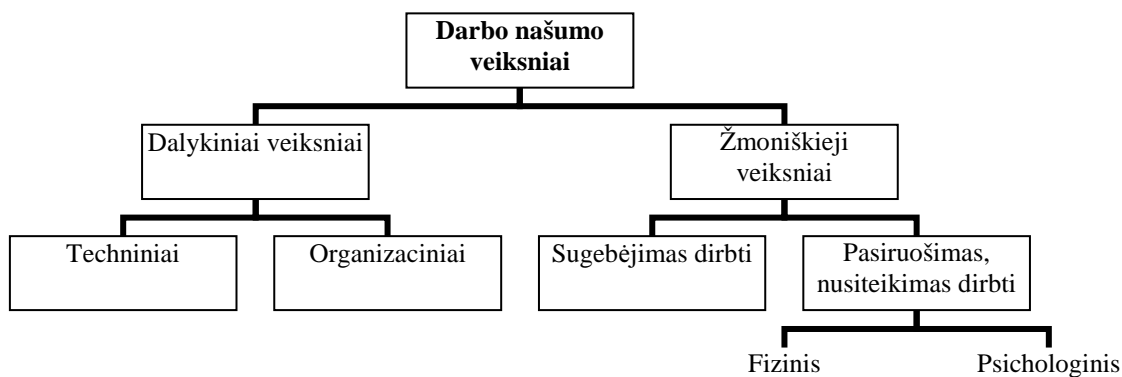 Darbo našumo
veiksniai
Dalykiniai veiksniai
Žmoniškieji
veiksniai
Techniniai
Organizaciniai
Sugebėjimas dirbti
Pasiruošimas,
nusiteikimas dirbti
Fizinis
Psichologinis